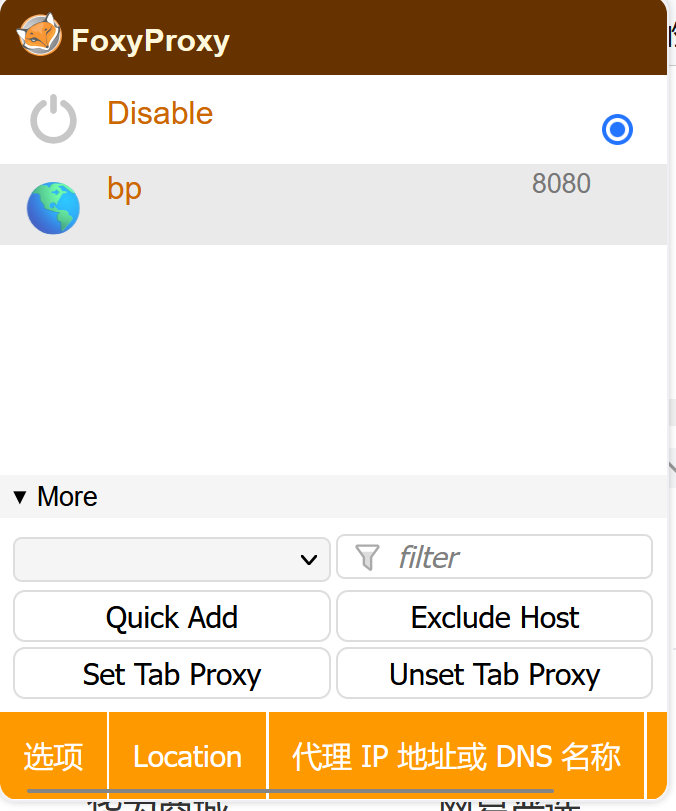 FoxyProxy
Disable
bp 8080
More
filter
Quick Add Exclude Host
Set Tab Proxy Unset Tab Proxy
选项 Location 代理 IP 地址或 DNS 名称